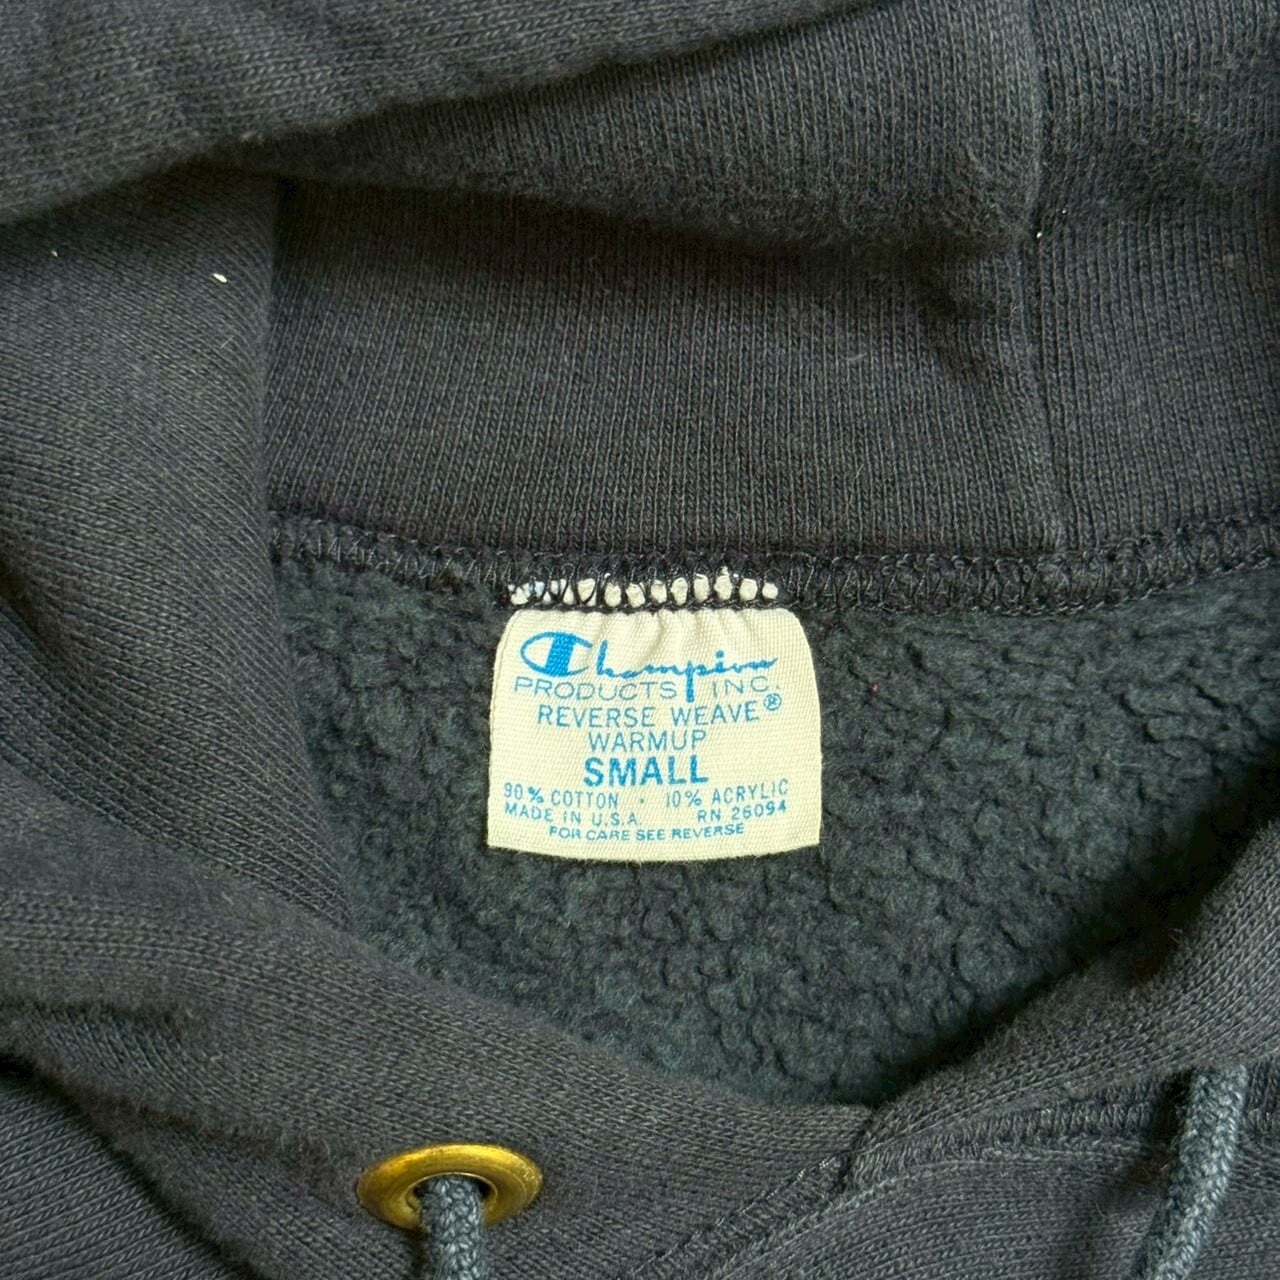 Champion
PRODUCTS INC.
REVERSE WEAVE®
WARMUP
SMALL
90% COTTON · 10% ACRYLIC
MADE IN U.S.A. RN 26094
FOR CARE SEE REVERSE